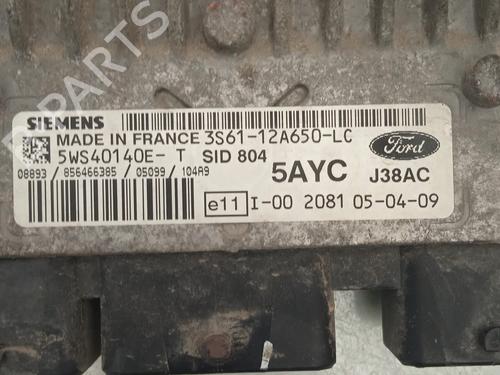 B-PARTS
SIEMENS
MADE IN FRANCE 3S61-12A650-LC
5WS40140E- T SID 804
Ford
08893 / 856466385 / 05099 / 104A9
5AYC J38AC
e11 I-00 2081 05-04-09